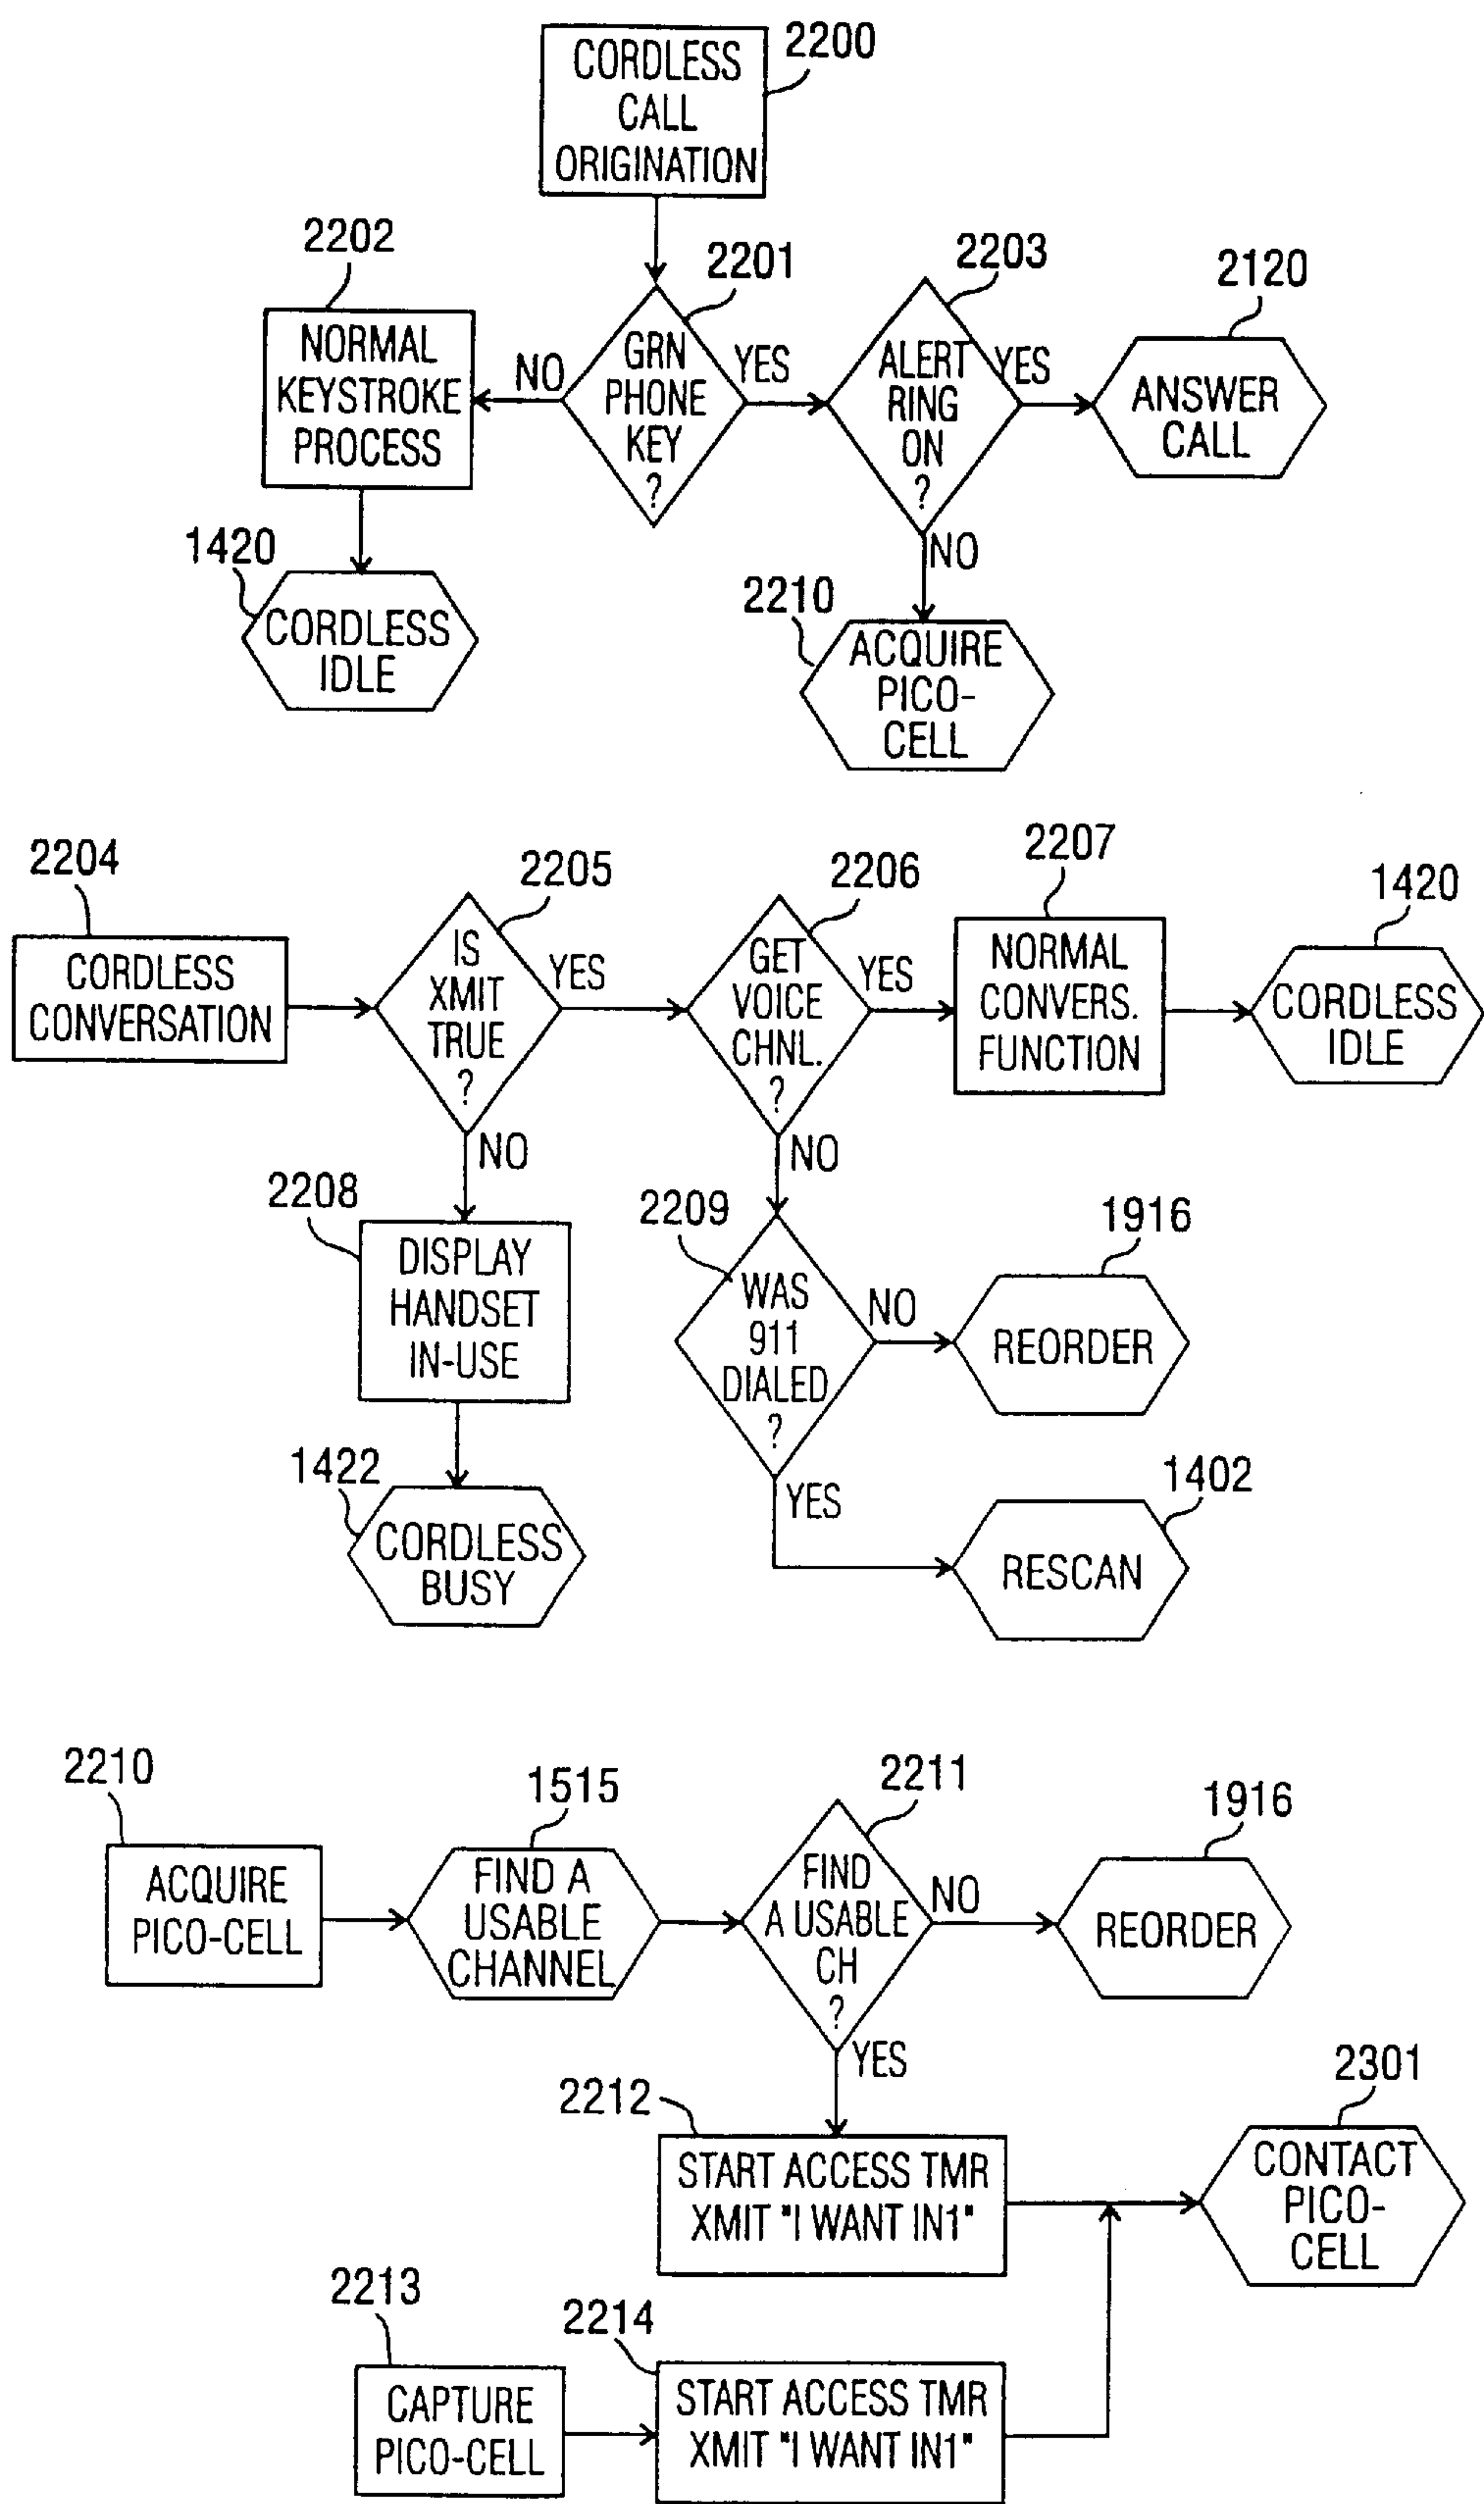 2200
CORDLESS
CALL
ORIGINATION
2202
2201
2203
2120
NORMAL
KEYSTROKE
PROCESS
NO
GRN
PHONE
KEY
?
YES
ALERT
RING
ON
?
YES
ANSWER
CALL
1420
CORDLESS
IDLE
NO
2210
ACQUIRE
PICO-
CELL
2204
2205
2206
2207
1420
CORDLESS
CONVERSATION
IS
XMIT
TRUE
?
YES
GET
VOICE
CHNL.
?
YES
NORMAL
CONVERS.
FUNCTION
CORDLESS
IDLE
NO
NO
2208
2209
1916
DISPLAY
HANDSET
IN-USE
WAS
911
DIALED
?
NO
REORDER
1422
CORDLESS
BUSY
YES
1402
RESCAN
2210
1515
2211
1916
ACQUIRE
PICO-CELL
FIND A
USABLE
CHANNEL
FIND
A USABLE
CH
?
NO
REORDER
YES
2212
2301
START ACCESS TMR
XMIT "I WANT IN1"
CONTACT
PICO-
CELL
2213
2214
CAPTURE
PICO-CELL
START ACCESS TMR
XMIT "I WANT IN1"